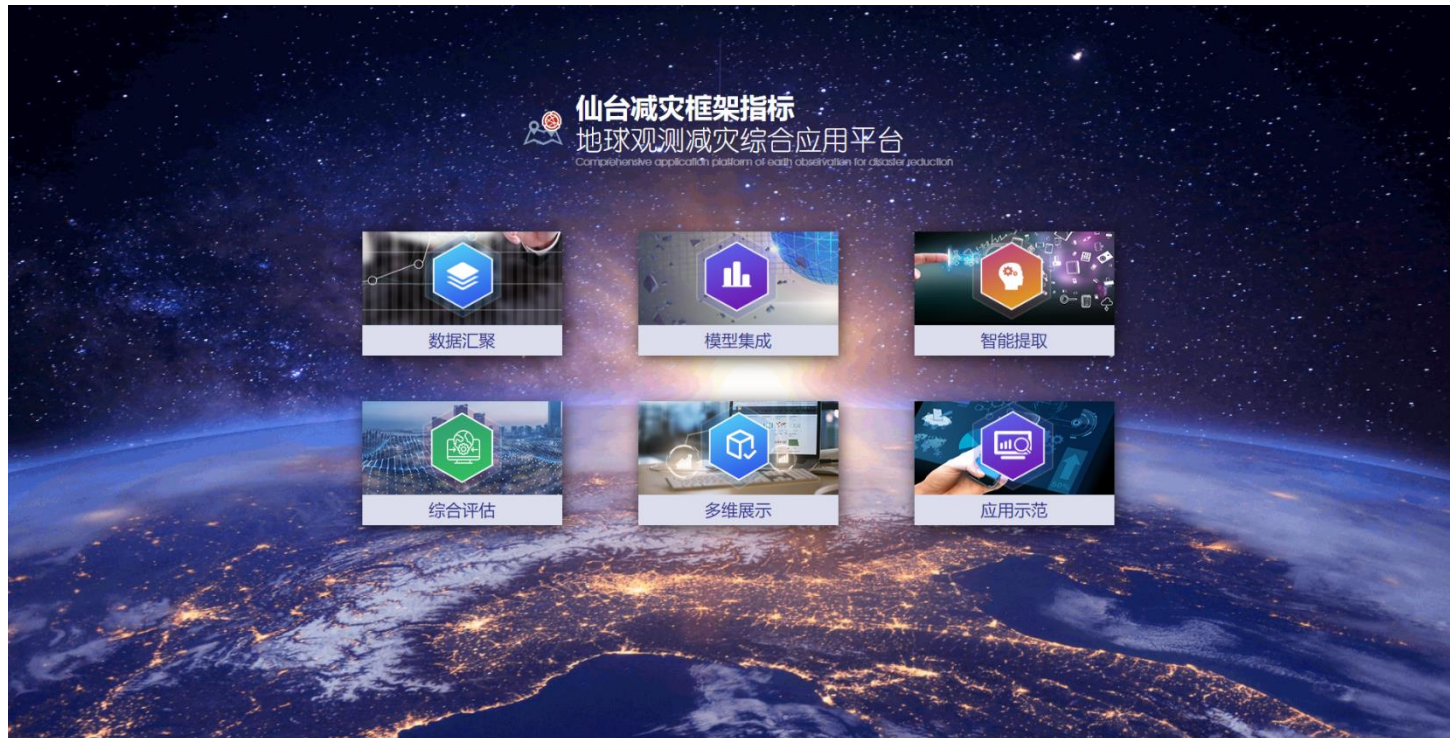 仙台减灾框架指标
地球观测减灾综合应用平台
Comprehensive application platform of earth observation for disaster reduction
数据汇聚
模型集成
智能提取
综合评估
多维展示
应用示范